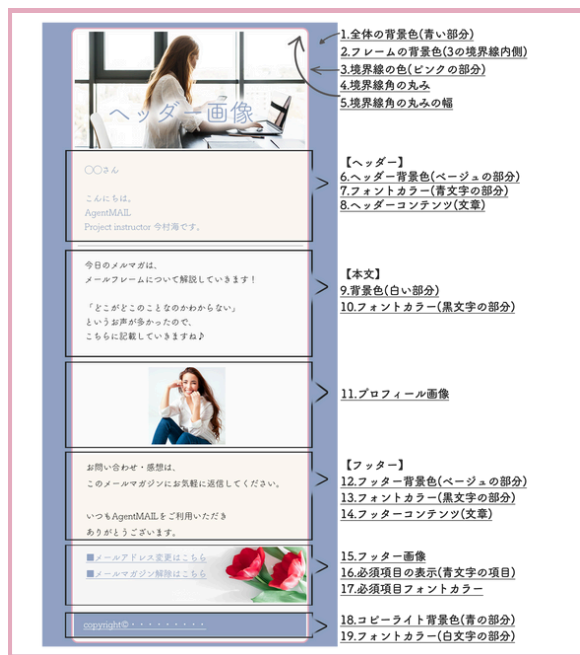 ヘッダー画像
〇〇さん
こんにちは。
AgentMAIL
Project instructor 今村海です。
今日のメルマガは、
メールフレームについて解説していきます！
「どこがどこのことなのかわからない」
というお声が多かったので、
こちらに記載していきますね♪
お問い合わせ・感想は、
このメールマガジンにお気軽に返信してください。
いつもAgentMAILをご利用いただき
ありがとうございます。
■メールアドレス変更はこちら
■メールマガジン解除はこちら
copyright©・・・・・・・・・
1.全体の背景色(青い部分)
2.フレームの背景色(3の境界線内側)
3.境界線の色(ピンクの部分)
4.境界線角の丸み
5.境界線角の丸みの幅
【ヘッダー】
6.ヘッダー背景色(ベージュの部分)
7.フォントカラー(青文字の部分)
8.ヘッダーコンテンツ(文章)
【本文】
9.背景色(白い部分)
10.フォントカラー(黒文字の部分)
11.プロフィール画像
【フッター】
12.フッター背景色(ベージュの部分)
13.フォントカラー(黒文字の部分)
14.フッターコンテンツ(文章)
15.フッター画像
16.必須項目の表示(青文字の項目)
17.必須項目フォントカラー
18.コピーライト背景色(青の部分)
19.フォントカラー(白文字の部分)